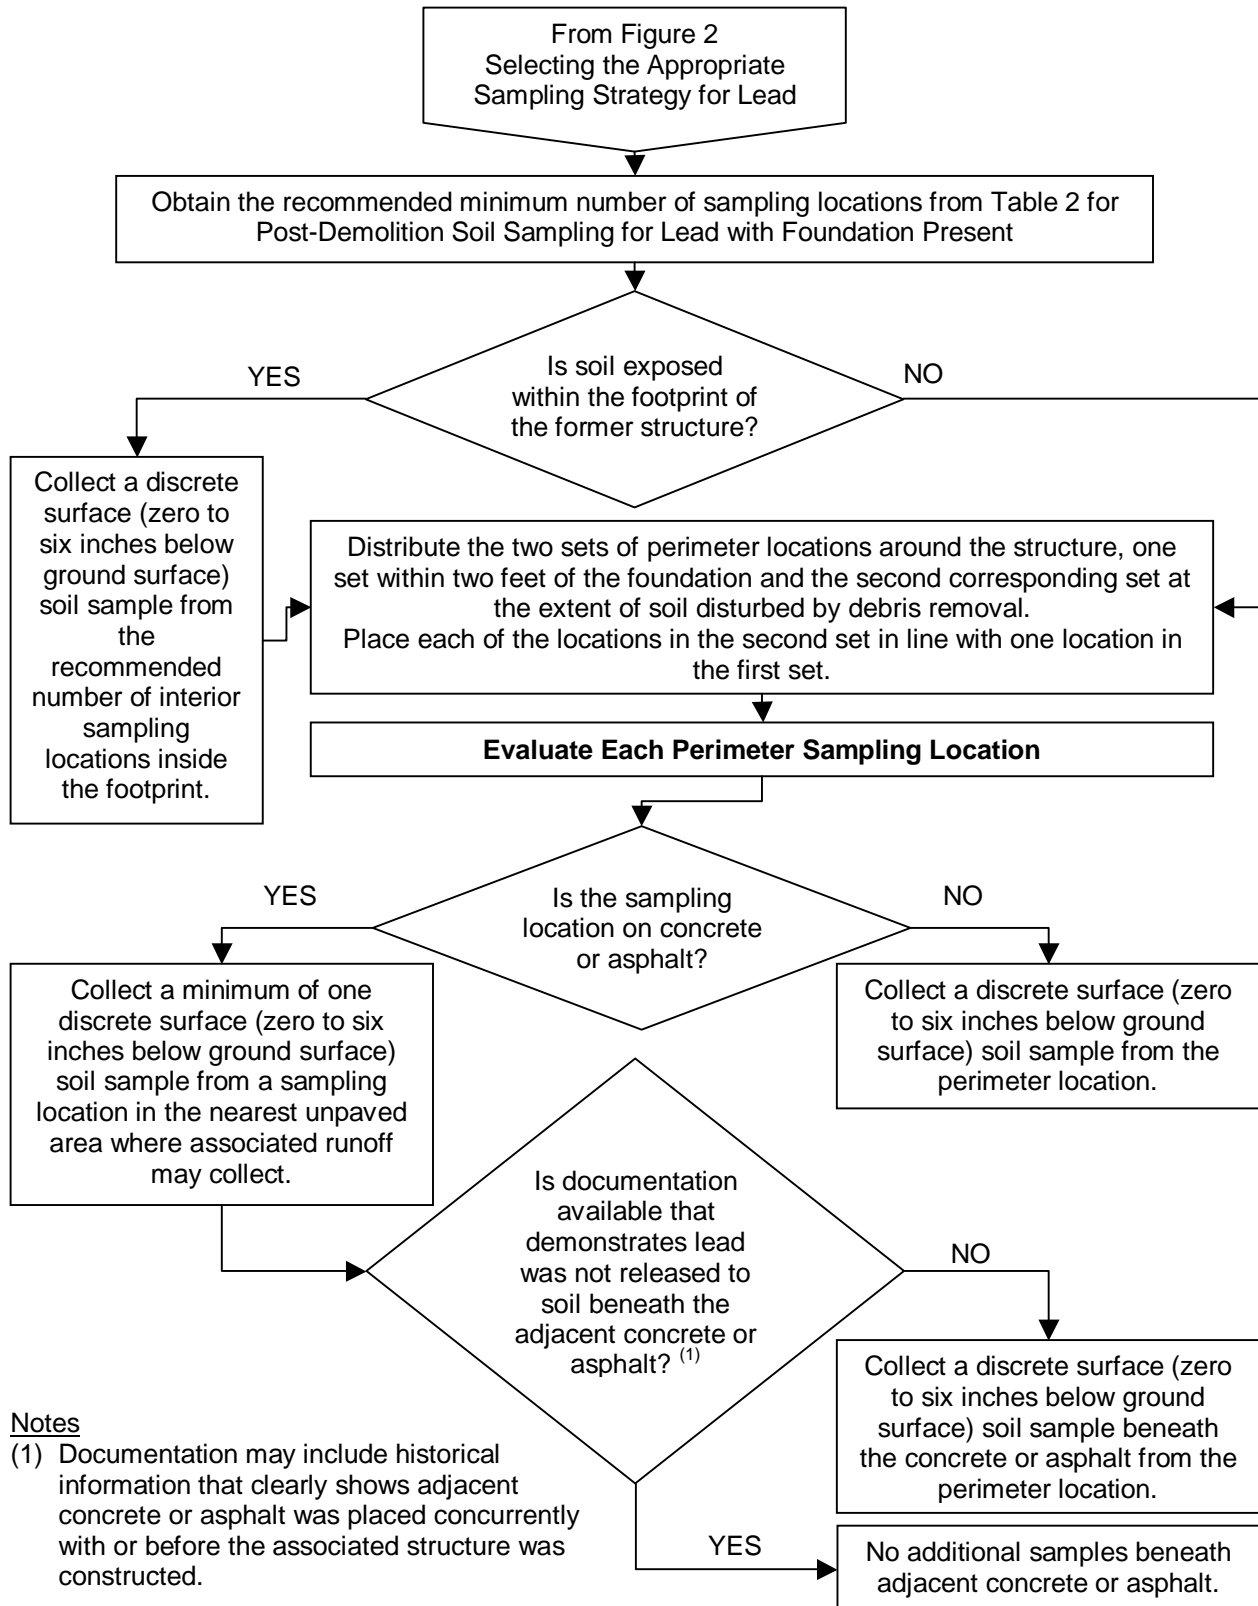 From Figure 2
Selecting the Appropriate
Sampling Strategy for Lead
Obtain the recommended minimum number of sampling locations from Table 2 for
Post-Demolition Soil Sampling for Lead with Foundation Present
Is soil exposed
within the footprint of
the former structure?
YES
NO
Collect a discrete
surface (zero to
six inches below
ground surface)
soil sample from
the
recommended
number of interior
sampling
locations inside
the footprint.
Distribute the two sets of perimeter locations around the structure, one
set within two feet of the foundation and the second corresponding set at
the extent of soil disturbed by debris removal.
Place each of the locations in the second set in line with one location in
the first set.
Evaluate Each Perimeter Sampling Location
Is the sampling
location on concrete
or asphalt?
YES
NO
Collect a minimum of one
discrete surface (zero to six
inches below ground surface)
soil sample from a sampling
location in the nearest unpaved
area where associated runoff
may collect.
Collect a discrete surface (zero
to six inches below ground
surface) soil sample from the
perimeter location.
Is documentation
available that
demonstrates lead
was not released to
soil beneath the
adjacent concrete or
asphalt? (1)
NO
Collect a discrete surface (zero
to six inches below ground
surface) soil sample beneath
the concrete or asphalt from the
perimeter location.
YES
No additional samples beneath
adjacent concrete or asphalt.
Notes
(1) Documentation may include historical
information that clearly shows adjacent
concrete or asphalt was placed concurrently
with or before the associated structure was
constructed.